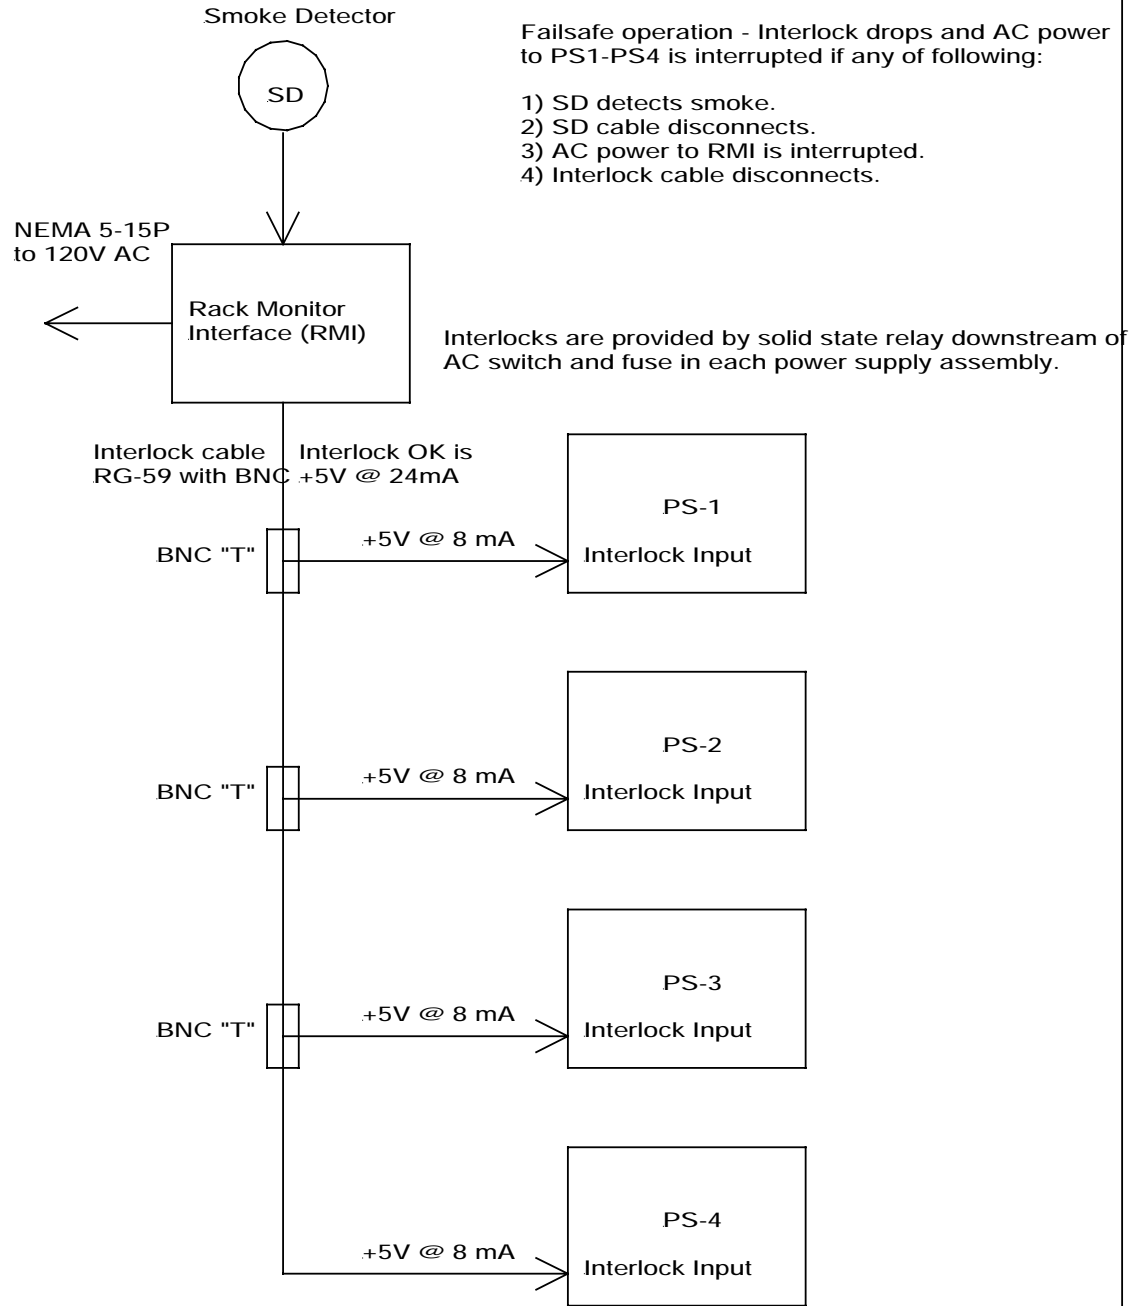 Smoke Detector
SD
Failsafe operation - Interlock drops and AC power
to PS1-PS4 is interrupted if any of following:
1) SD detects smoke.
2) SD cable disconnects.
3) AC power to RMI is interrupted.
4) Interlock cable disconnects.
NEMA 5-15P
to 120V AC
Rack Monitor
Interface (RMI)
Interlocks are provided by solid state relay downstream of
AC switch and fuse in each power supply assembly.
Interlock cable
RG-59 with BNC
Interlock OK is
+5V @ 24mA
BNC "T"
+5V @ 8 mA
PS-1
Interlock Input
BNC "T"
+5V @ 8 mA
PS-2
Interlock Input
BNC "T"
+5V @ 8 mA
PS-3
Interlock Input
+5V @ 8 mA
PS-4
Interlock Input